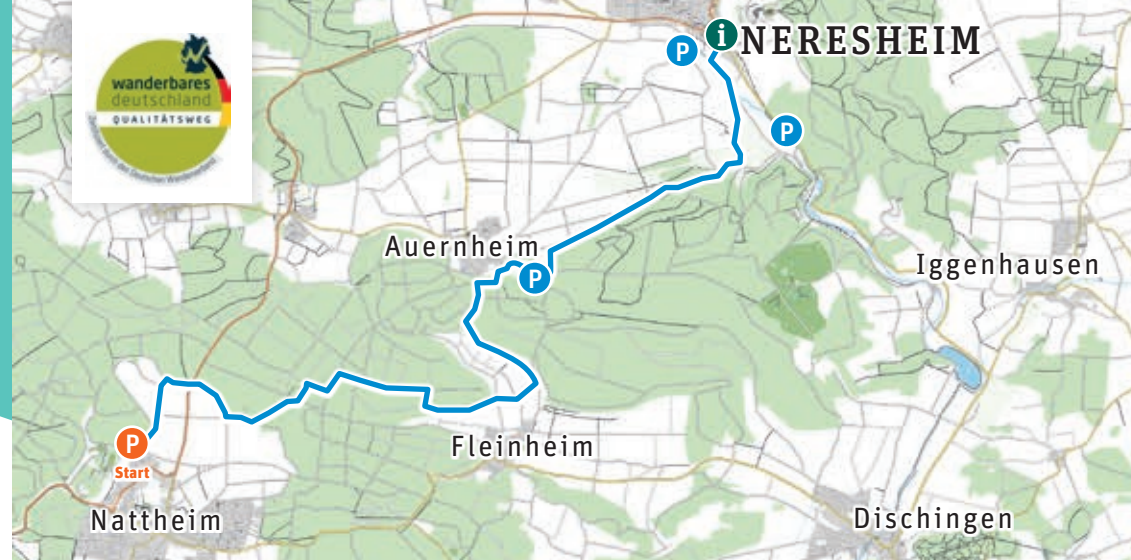 wanderbares
deutschland
QUALITÄTSWEG
P
i
NERESHEIM
P
Auernheim
P
Iggenhausen
P
Start
Fleinheim
Nattheim
Dischingen